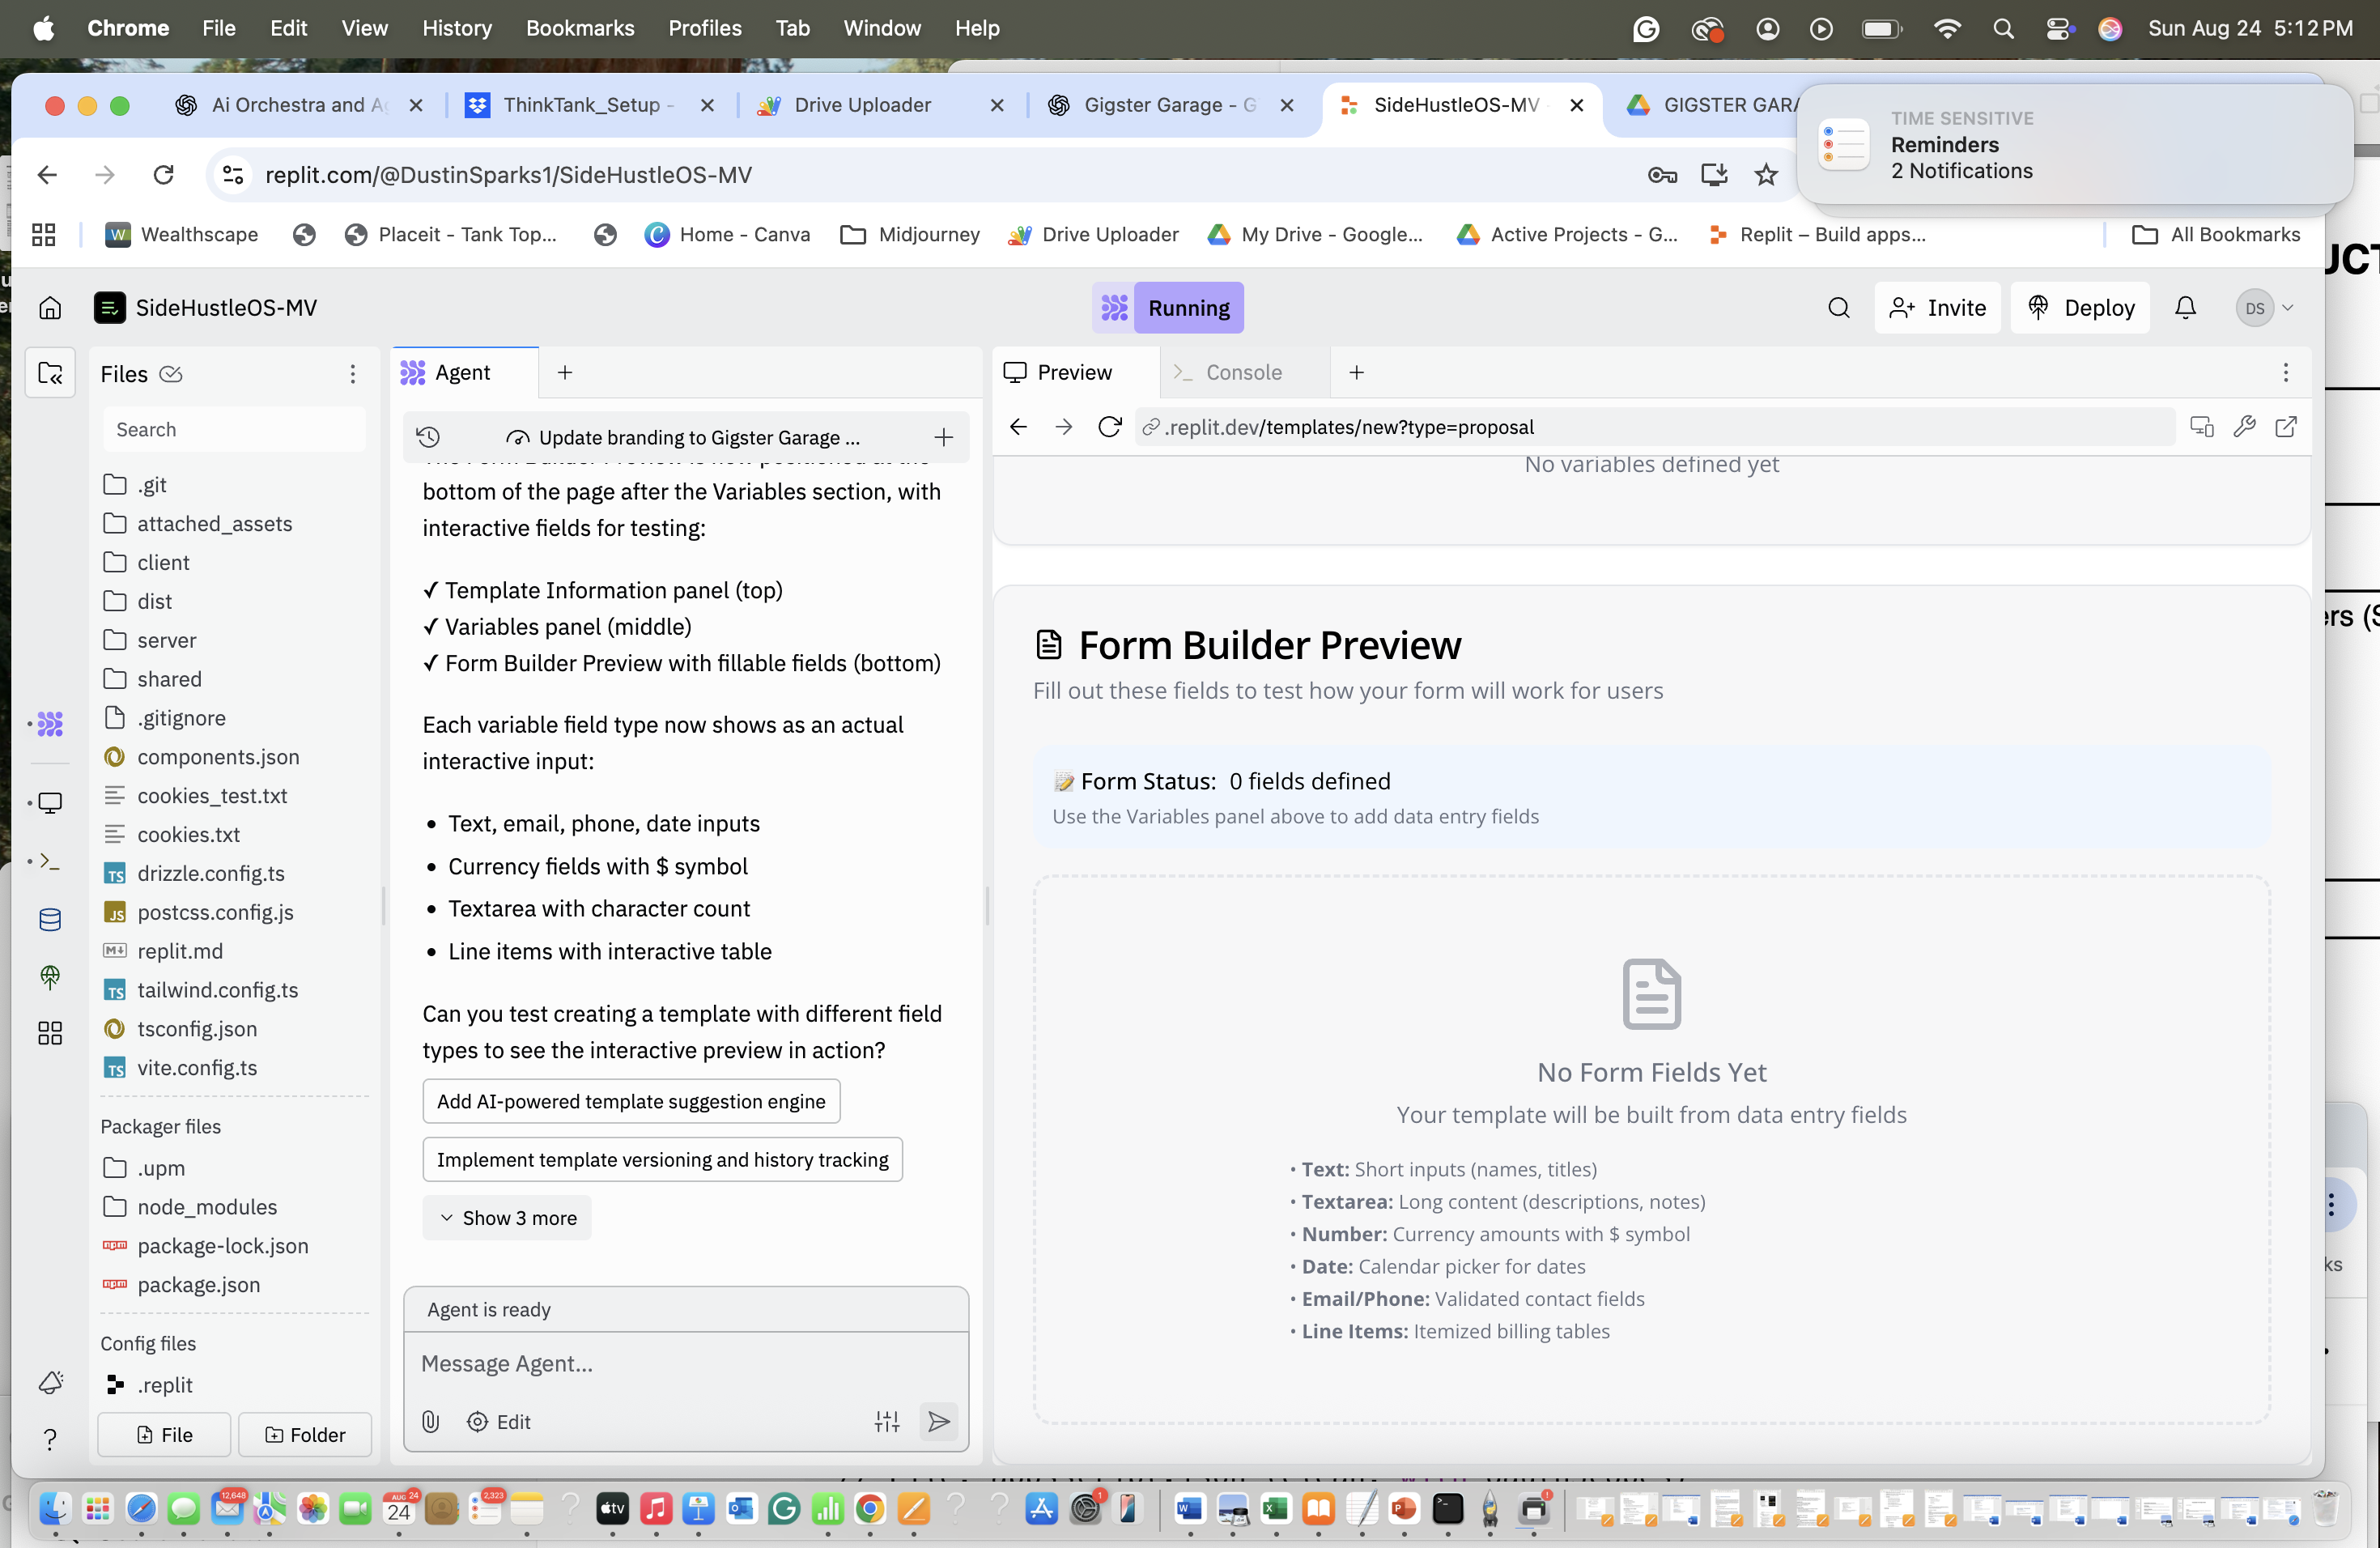 Chrome File Edit View History Bookmarks Profiles Tab Window Help
Sun Aug 24 5:12 PM
Ai Orchestra and Ag
ThinkTank_Setup -
Drive Uploader
Gigster Garage - G
SideHustleOS-MV -
GIGSTER GARA
TIME SENSITIVE
Reminders
2 Notifications
replit.com/@DustinSparks1/SideHustleOS-MV
Wealthscape
Placeit - Tank Top...
Home - Canva
Midjourney
Drive Uploader
My Drive - Google...
Active Projects - G...
Replit – Build apps...
All Bookmarks
SideHustleOS-MV
Running
Invite
Deploy
DS
Files
Search
.git
attached_assets
client
dist
server
shared
.gitignore
components.json
cookies_test.txt
cookies.txt
drizzle.config.ts
postcss.config.js
replit.md
tailwind.config.ts
tsconfig.json
vite.config.ts
Packager files
.upm
node_modules
package-lock.json
package.json
Config files
.replit
File
Folder
Agent
Update branding to Gigster Garage ...
bottom of the page after the Variables section, with
interactive fields for testing:
✓ Template Information panel (top)
✓ Variables panel (middle)
✓ Form Builder Preview with fillable fields (bottom)
Each variable field type now shows as an actual
interactive input:
• Text, email, phone, date inputs
• Currency fields with $ symbol
• Textarea with character count
• Line items with interactive table
Can you test creating a template with different field
types to see the interactive preview in action?
Add AI-powered template suggestion engine
Implement template versioning and history tracking
Show 3 more
Agent is ready
Message Agent...
Edit
Preview
Console
.replit.dev/templates/new?type=proposal
No variables defined yet
Form Builder Preview
Fill out these fields to test how your form will work for users
Form Status: 0 fields defined
Use the Variables panel above to add data entry fields
No Form Fields Yet
Your template will be built from data entry fields
• Text: Short inputs (names, titles)
• Textarea: Long content (descriptions, notes)
• Number: Currency amounts with $ symbol
• Date: Calendar picker for dates
• Email/Phone: Validated contact fields
• Line Items: Itemized billing tables
12,648
AUG 24
24
2,323
tv
1